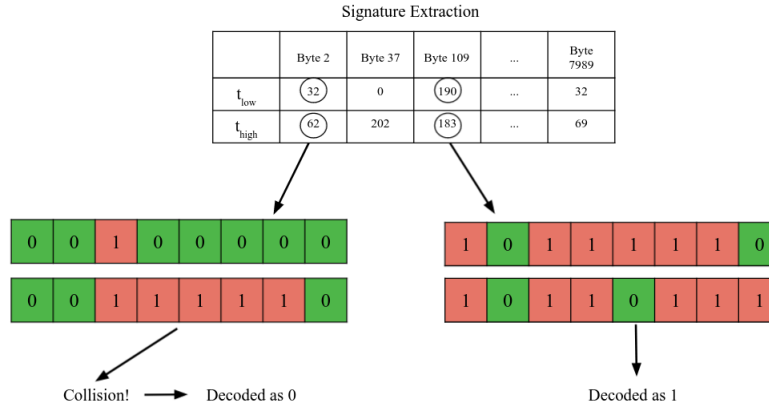 Signature Extraction
Byte 2 Byte 37 Byte 109 ... Byte 7989
t_low 32 0 190 ... 32
t_high 62 202 183 ... 69
0 0 1 0 0 0 0 0
1 0 1 1 1 1 1 0
0 0 1 1 1 1 1 0
1 0 1 1 0 1 1 1
Collision! Decoded as 0
Decoded as 1